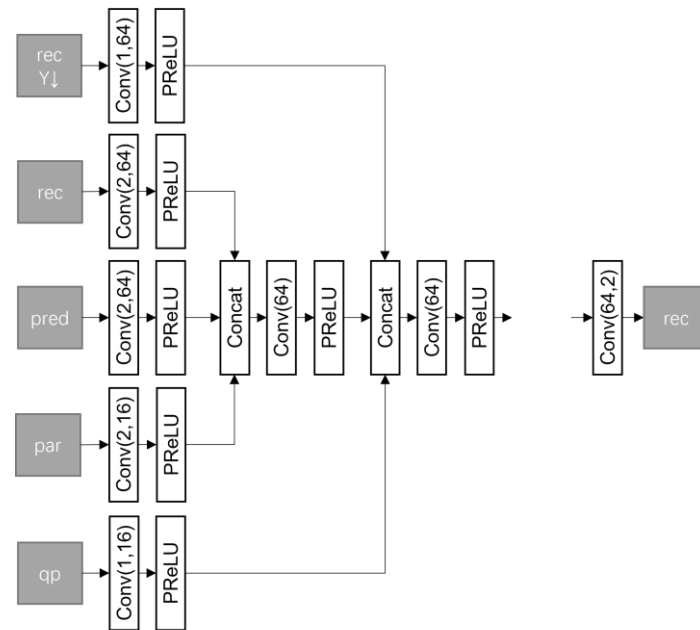 rec
Y↓
Conv(1,64)
PReLU
rec
Conv(2,64)
PReLU
pred
Conv(2,64)
PReLU
Concat
Conv(64)
PReLU
Concat
Conv(64)
PReLU
Conv(64,2)
rec
par
Conv(2,16)
PReLU
qp
Conv(1,16)
PReLU